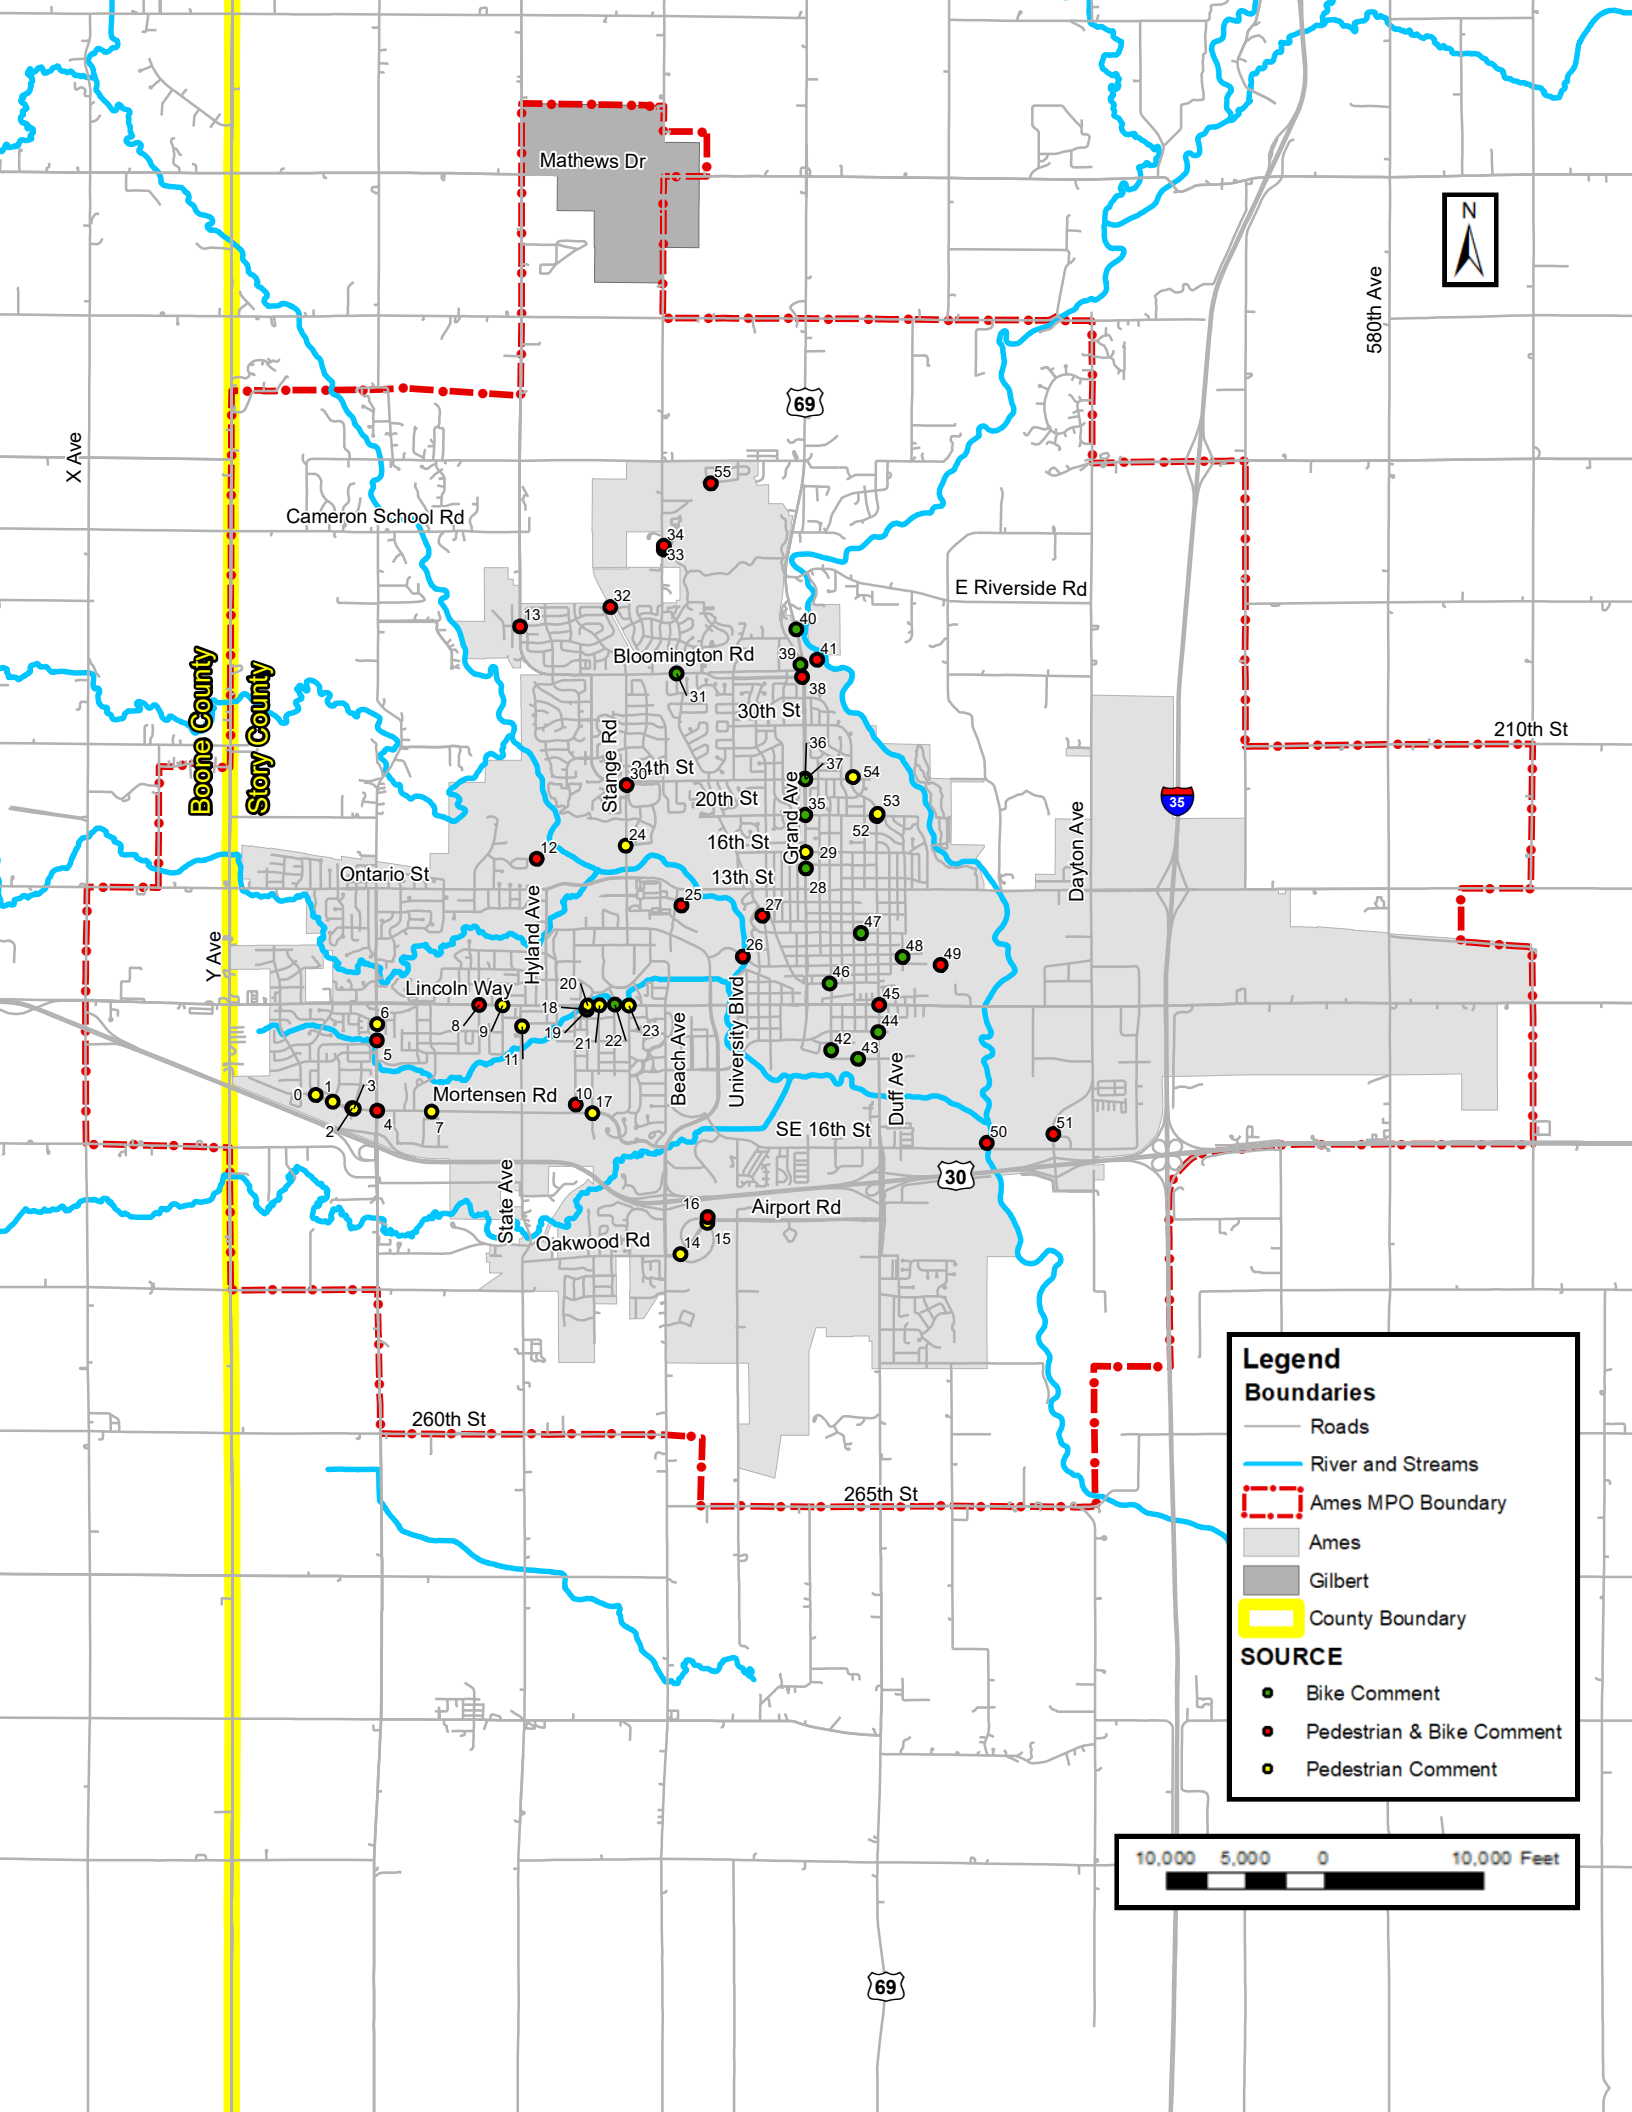 Mathews Dr
N
580th Ave
69
X Ave
55
Cameron School Rd
34
33
E Riverside Rd
32
13
40
Bloomington Rd
39
41
38
31
30th St
Boone County
Story County
Stange Rd
36
210th St
24th St
30
37
54
Grand Ave
20th St
35
53
52
35
Dayton Ave
24
16th St
29
12
Ontario St
13th St
28
25
27
Hyland Ave
47
Y Ave
26
48
49
Lincoln Way
20
46
6
8
9
18
19
21
22
23
45
University Blvd
Beach Ave
44
5
11
42
43
Duff Ave
0
1
3
Mortensen Rd
10
17
2
4
7
SE 16th St
50
51
State Ave
30
16
Airport Rd
15
Oakwood Rd
14
Legend
Boundaries
Roads
River and Streams
Ames MPO Boundary
Ames
Gilbert
County Boundary
SOURCE
Bike Comment
Pedestrian & Bike Comment
Pedestrian Comment
260th St
265th St
10,000 5,000 0 10,000 Feet
69